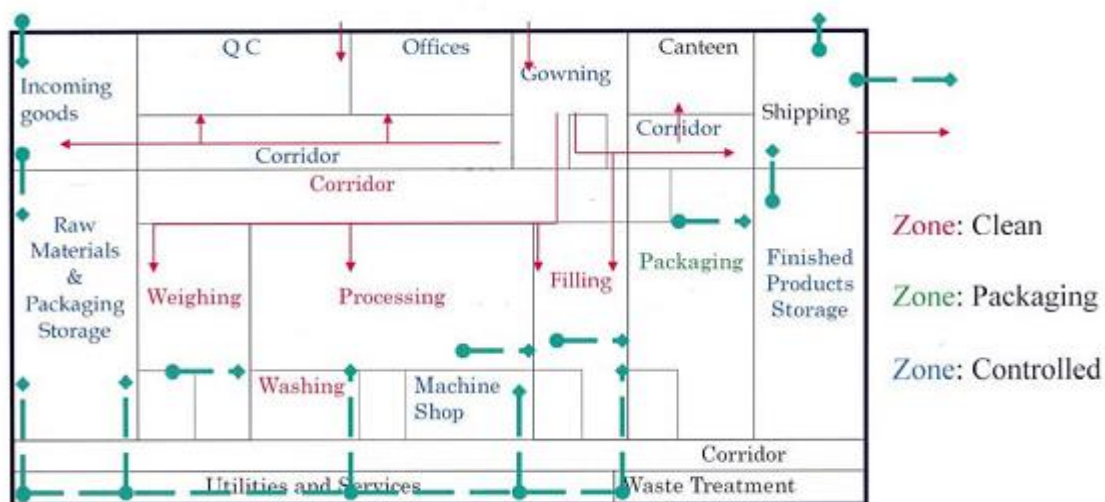 Q C
Offices
Canteen
Incoming
goods
Gowning
Shipping
Corridor
Corridor
Corridor
Raw
Materials
&
Packaging
Storage
Weighing
Processing
Filling
Packaging
Finished
Products
Storage
Washing
Machine
Shop
Corridor
Utilities and Services
Waste Treatment
Zone: Clean
Zone: Packaging
Zone: Controlled